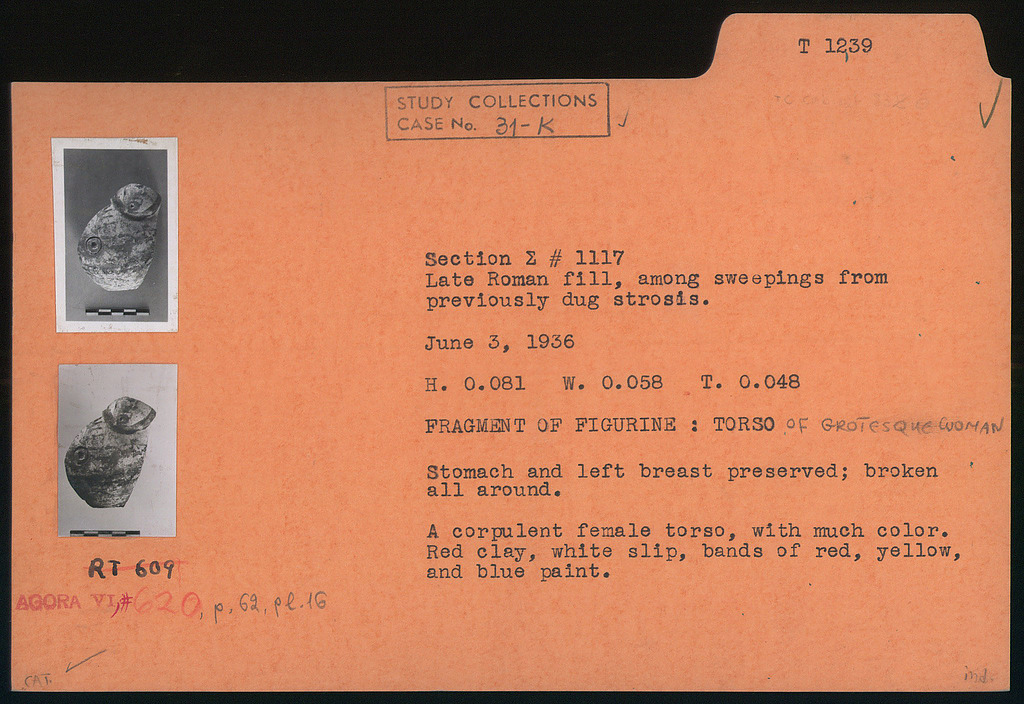 T 1239
STUDY COLLECTIONS
CASE No. 31-K
Section Σ # 1117
Late Roman fill, among sweepings from
previously dug strosis.
June 3, 1936
H. 0.081 W. 0.058 T. 0.048
FRAGMENT OF FIGURINE : TORSO OF GROTESQUE WOMAN
Stomach and left breast preserved; broken
all around.
A corpulent female torso, with much color.
Red clay, white slip, bands of red, yellow,
and blue paint.
RT 609
AGORA VI, #620, p. 62, pl. 16
CAT.